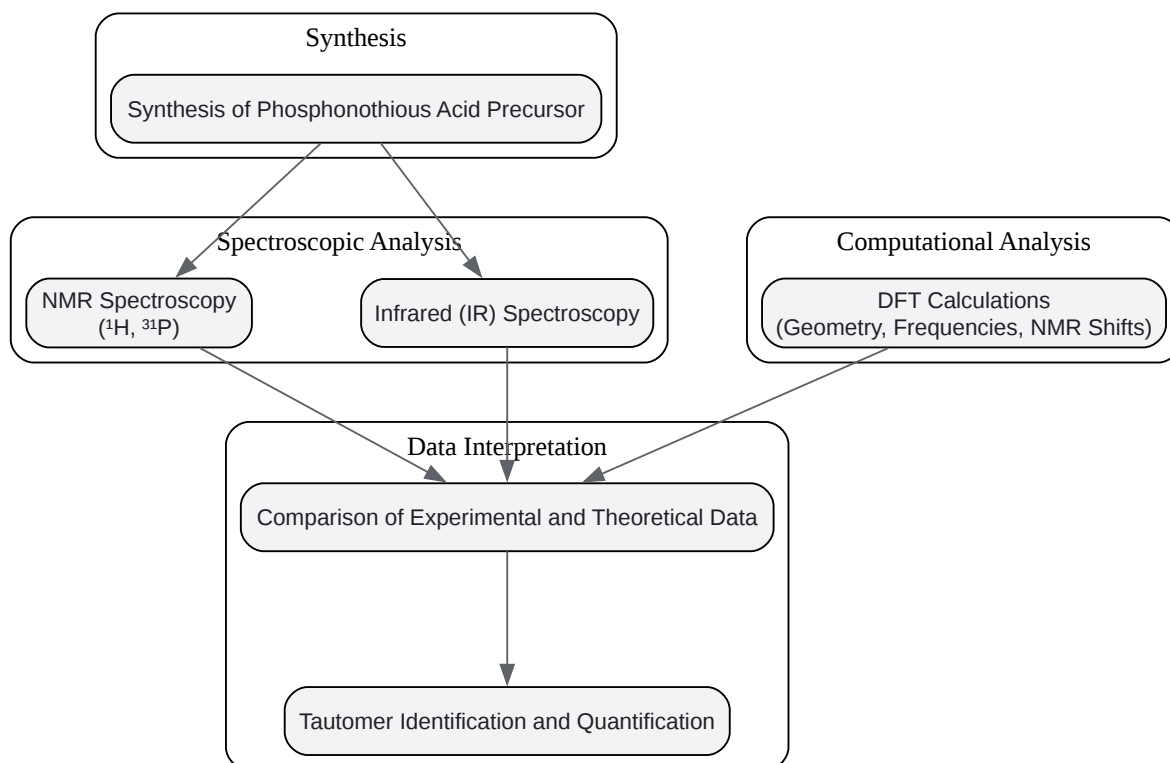 Synthesis
Synthesis of Phosphonothious Acid Precursor
Spectroscopic Analysis
NMR Spectroscopy
(¹H, ³¹P)
Infrared (IR) Spectroscopy
Computational Analysis
DFT Calculations
(Geometry, Frequencies, NMR Shifts)
Data Interpretation
Comparison of Experimental and Theoretical Data
Tautomer Identification and Quantification